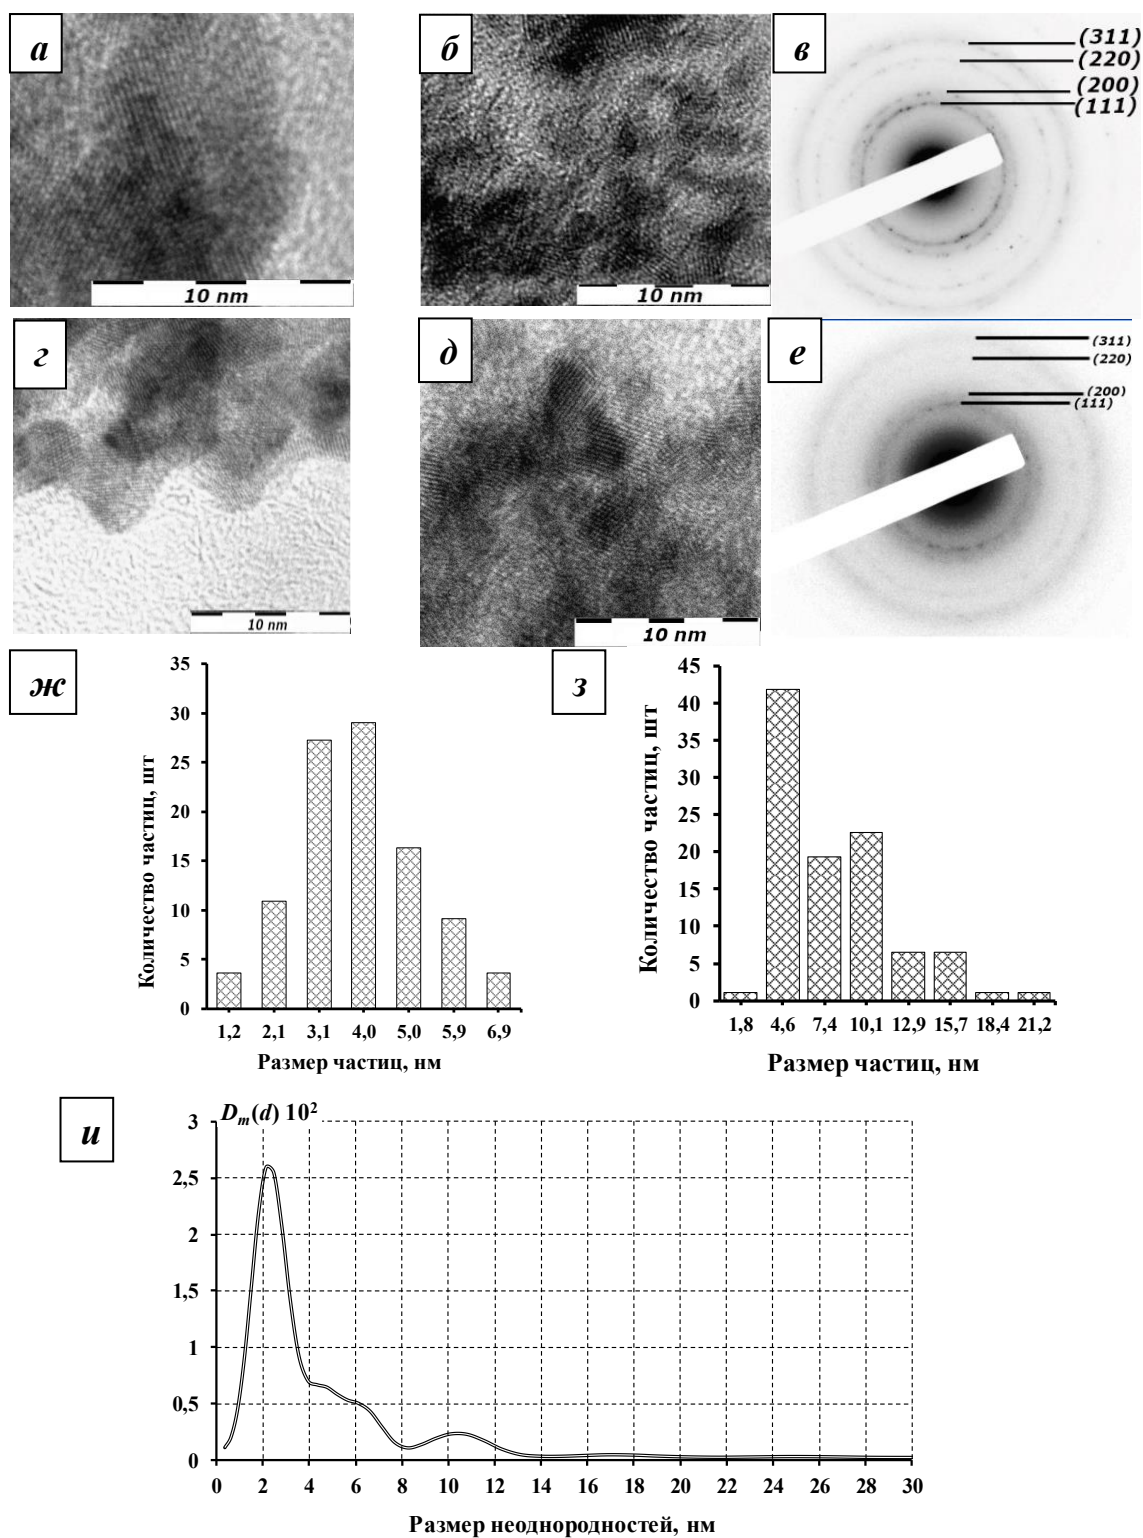 а
10 nm
б
10 nm
в
(311)
(220)
(200)
(111)
г
10 nm
д
10 nm
е
(311)
(220)
(200)
(111)
ж
Количество частиц, шт
35
30
25
20
15
10
5
0
1,2 2,1 3,1 4,0 5,0 5,9 6,9
Размер частиц, нм
з
Количество частиц, шт
45
40
35
30
25
20
15
10
5
0
1,8 4,6 7,4 10,1 12,9 15,7 18,4 21,2
Размер частиц, нм
и
Dm(d) 10²
3
2,5
2
1,5
1
0,5
0
0 2 4 6 8 10 12 14 16 18 20 22 24 26 28 30
Размер неоднородностей, нм